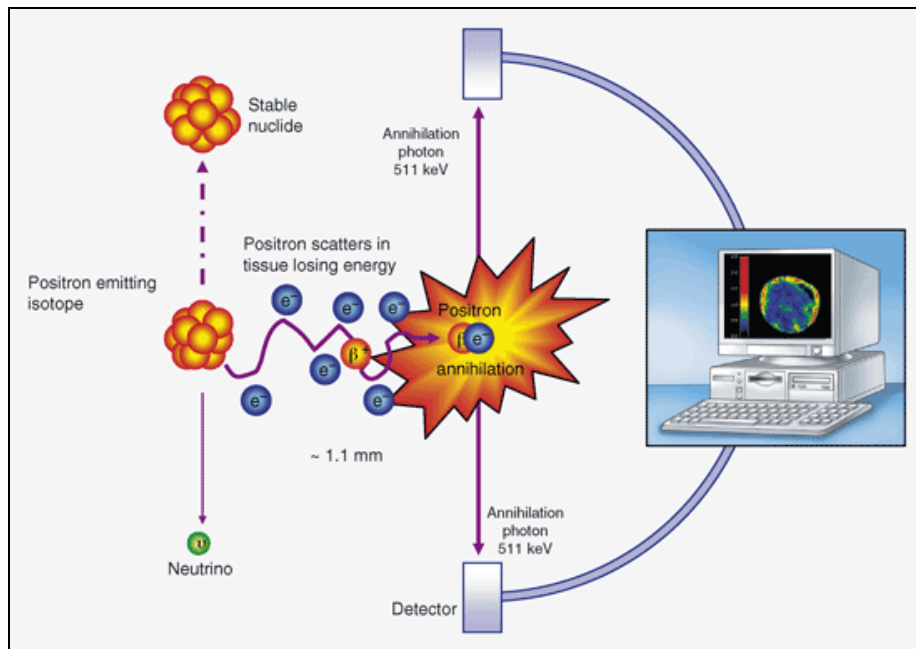 Stable
nuclide
Annihilation
photon
511 keV
Positron scatters in
tissue losing energy
Positron emitting
isotope
e⁻
e⁻
e⁻
Positron
β e⁻
β⁺
e⁻
annihilation
e⁻
e⁻
~ 1.1 mm
Annihilation
photon
511 keV
υ
Neutrino
Detector